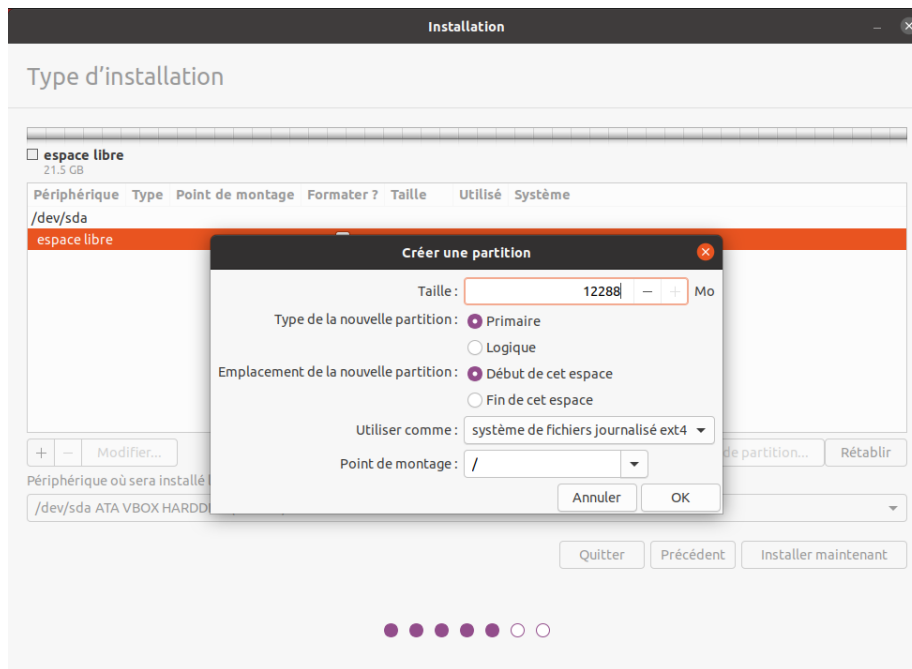 Installation
Type d'installation
espace libre
21.5 GB
Périphérique Type Point de montage Formater ? Taille Utilisé Système
/dev/sda
espace libre
Créer une partition
Taille : 12288 − + Mo
Type de la nouvelle partition : Primaire
Logique
Emplacement de la nouvelle partition : Début de cet espace
Fin de cet espace
Utiliser comme : système de fichiers journalisé ext4
Point de montage : /
Annuler OK
+ − Modifier... de partition... Rétablir
Périphérique où sera installé
/dev/sda ATA VBOX HARDDI
Quitter Précédent Installer maintenant